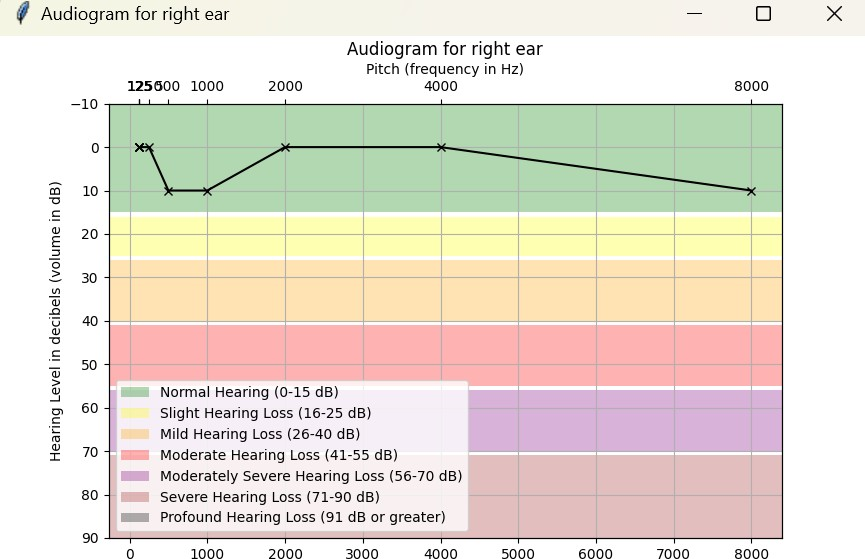 Audiogram for right ear
Audiogram for right ear
Pitch (frequency in Hz)
125 250 500 1000 2000 4000 8000
−10
0
10
20
30
40
50
60
70
80
90
Hearing Level in decibels (volume in dB)
Normal Hearing (0-15 dB)
Slight Hearing Loss (16-25 dB)
Mild Hearing Loss (26-40 dB)
Moderate Hearing Loss (41-55 dB)
Moderately Severe Hearing Loss (56-70 dB)
Severe Hearing Loss (71-90 dB)
Profound Hearing Loss (91 dB or greater)
0 1000 2000 3000 4000 5000 6000 7000 8000